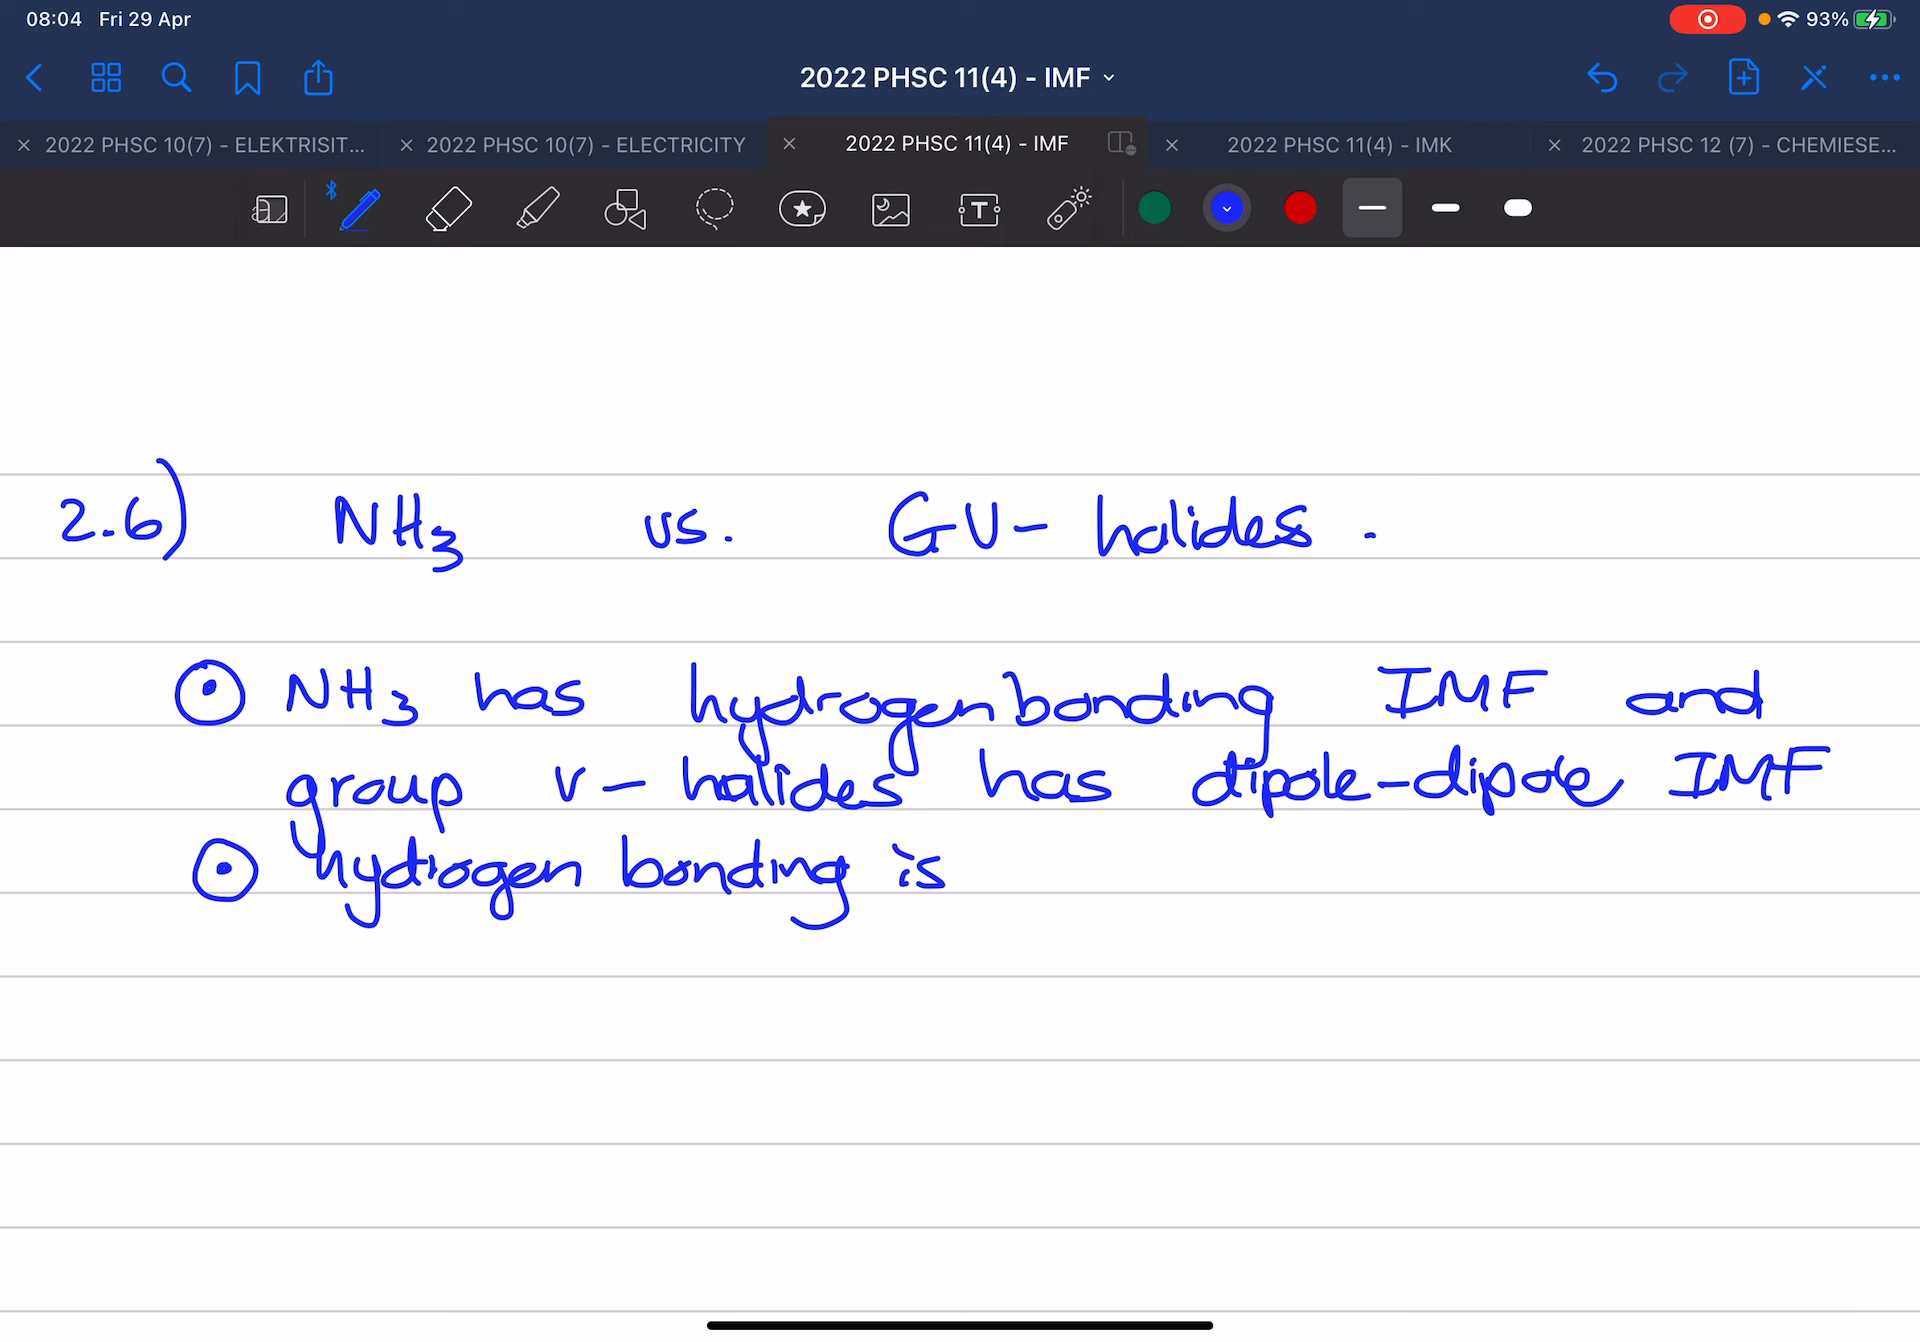 08:04 Fri 29 Apr
93%
2022 PHSC 11(4) - IMF
2022 PHSC 10(7) - ELEKTRISIT... 2022 PHSC 10(7) - ELECTRICITY 2022 PHSC 11(4) - IMF 2022 PHSC 11(4) - IMK 2022 PHSC 12 (7) - CHEMIESE...
2.6) NH₃ vs. GV- halides.
⊙ NH₃ has hydrogen bonding IMF and
group V- halides has dipole-dipole IMF
⊙ hydrogen bonding is